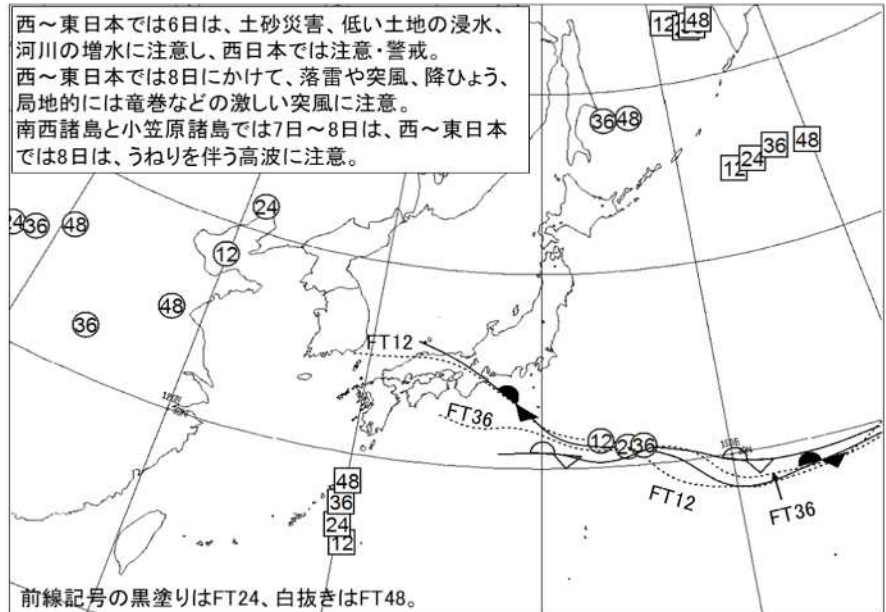 西～東日本では6日は、土砂災害、低い土地の浸水、
河川の増水に注意し、西日本では注意・警戒。
西～東日本では8日にかけて、落雷や突風、降ひょう、
局地的には竜巻などの激しい突風に注意。
南西諸島と小笠原諸島では7日～8日は、西～東日本
では8日は、うねりを伴う高波に注意。
12 48
36 48
12 24 36 48
24
24 36 48
12
48
36
FT12
FT36
12 24 36
FT12
FT36
48
36
24
12
前線記号の黒塗りはFT24、白抜きはFT48。